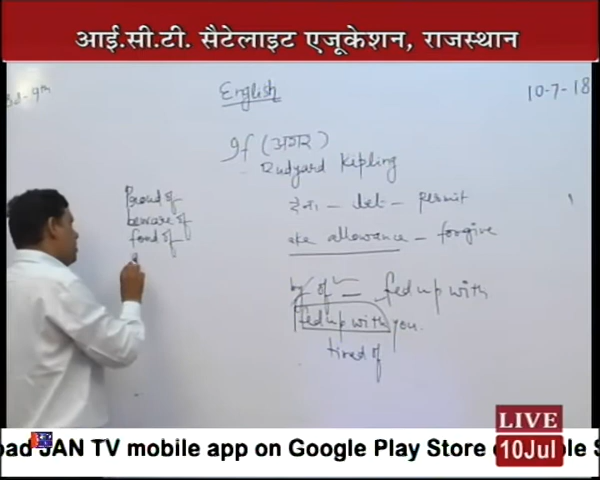 आई.सी.टी. सैटेलाइट एजूकेशन, राजस्थान
English
10-7-18
If (अगर)
Rudyard Kipling
देना - let - permit
allowance - forgive
by of - fed up with
fed up with you.
tired of
Proud of
beware of
fond of
LIVE
10Jul
JAN TV mobile app on Google Play Store